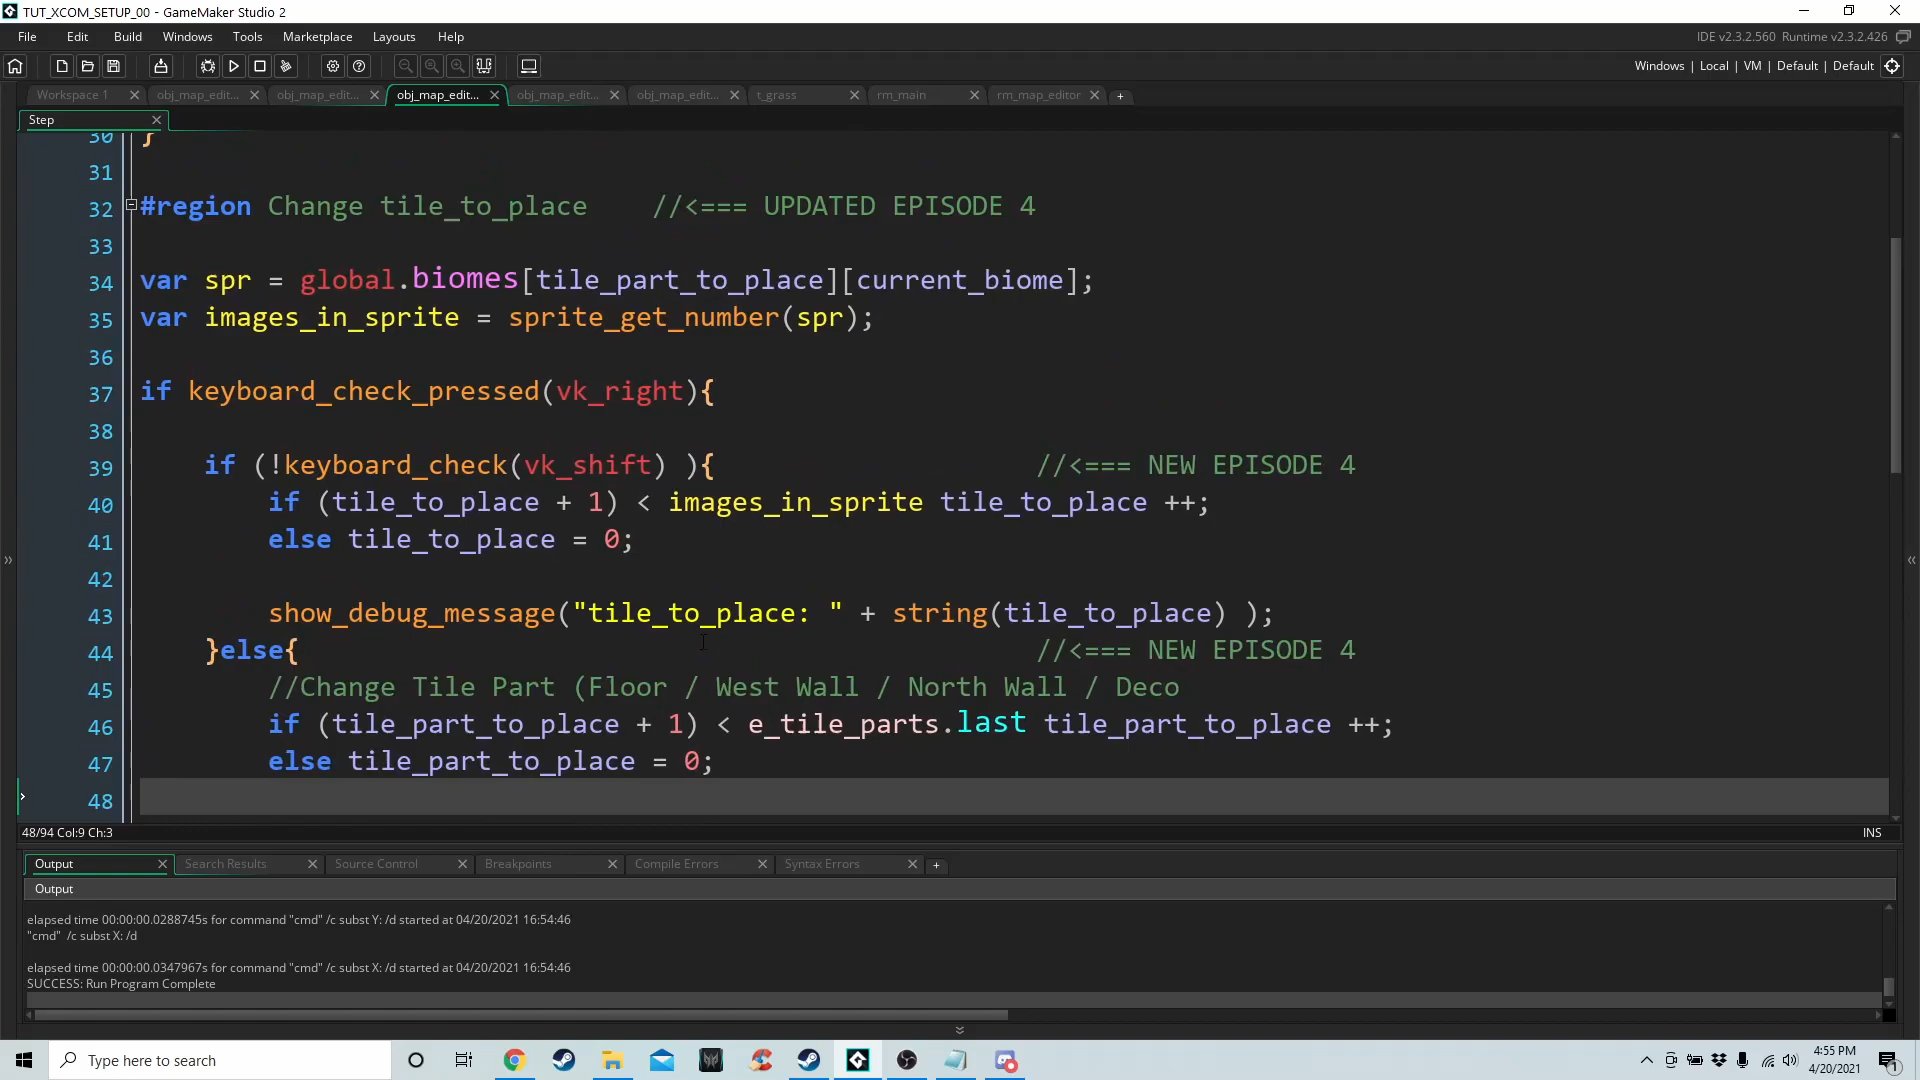 TUT_XCOM_SETUP_00 - GameMaker Studio 2
File Edit Build Windows Tools Marketplace Layouts Help
IDE v2.3.2.560 Runtime v2.3.2.426
Windows | Local | VM | Default | Default
Workspace 1 obj_map_edit... obj_map_edit... obj_map_edit... obj_map_edit... obj_map_edit... t_grass rm_main rm_map_editor
Step
30 }
31
32 #region Change tile_to_place //<=== UPDATED EPISODE 4
33
34 var spr = global.biomes[tile_part_to_place][current_biome];
35 var images_in_sprite = sprite_get_number(spr);
36
37 if keyboard_check_pressed(vk_right){
38
39 if (!keyboard_check(vk_shift) ){ //<=== NEW EPISODE 4
40 if (tile_to_place + 1) < images_in_sprite tile_to_place ++;
41 else tile_to_place = 0;
42
43 show_debug_message("tile_to_place: " + string(tile_to_place) );
44 }else{ //<=== NEW EPISODE 4
45 //Change Tile Part (Floor / West Wall / North Wall / Deco
46 if (tile_part_to_place + 1) < e_tile_parts.last tile_part_to_place ++;
47 else tile_part_to_place = 0;
48
48/94 Col:9 Ch:3 INS
Output Search Results Source Control Breakpoints Compile Errors Syntax Errors
Output
elapsed time 00:00:00.0288745s for command "cmd" /c subst Y: /d started at 04/20/2021 16:54:46
"cmd" /c subst X: /d
elapsed time 00:00:00.0347967s for command "cmd" /c subst X: /d started at 04/20/2021 16:54:46
SUCCESS: Run Program Complete
Type here to search
4:55 PM
4/20/2021
1